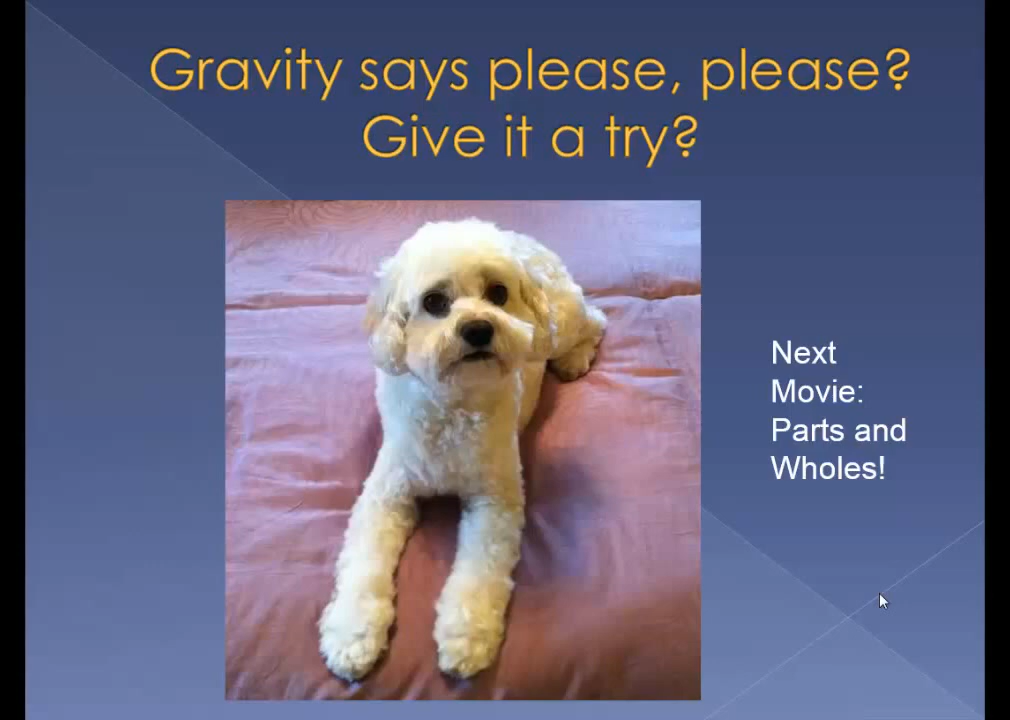 Gravity says please, please?
Give it a try?
Next
Movie:
Parts and
Wholes!